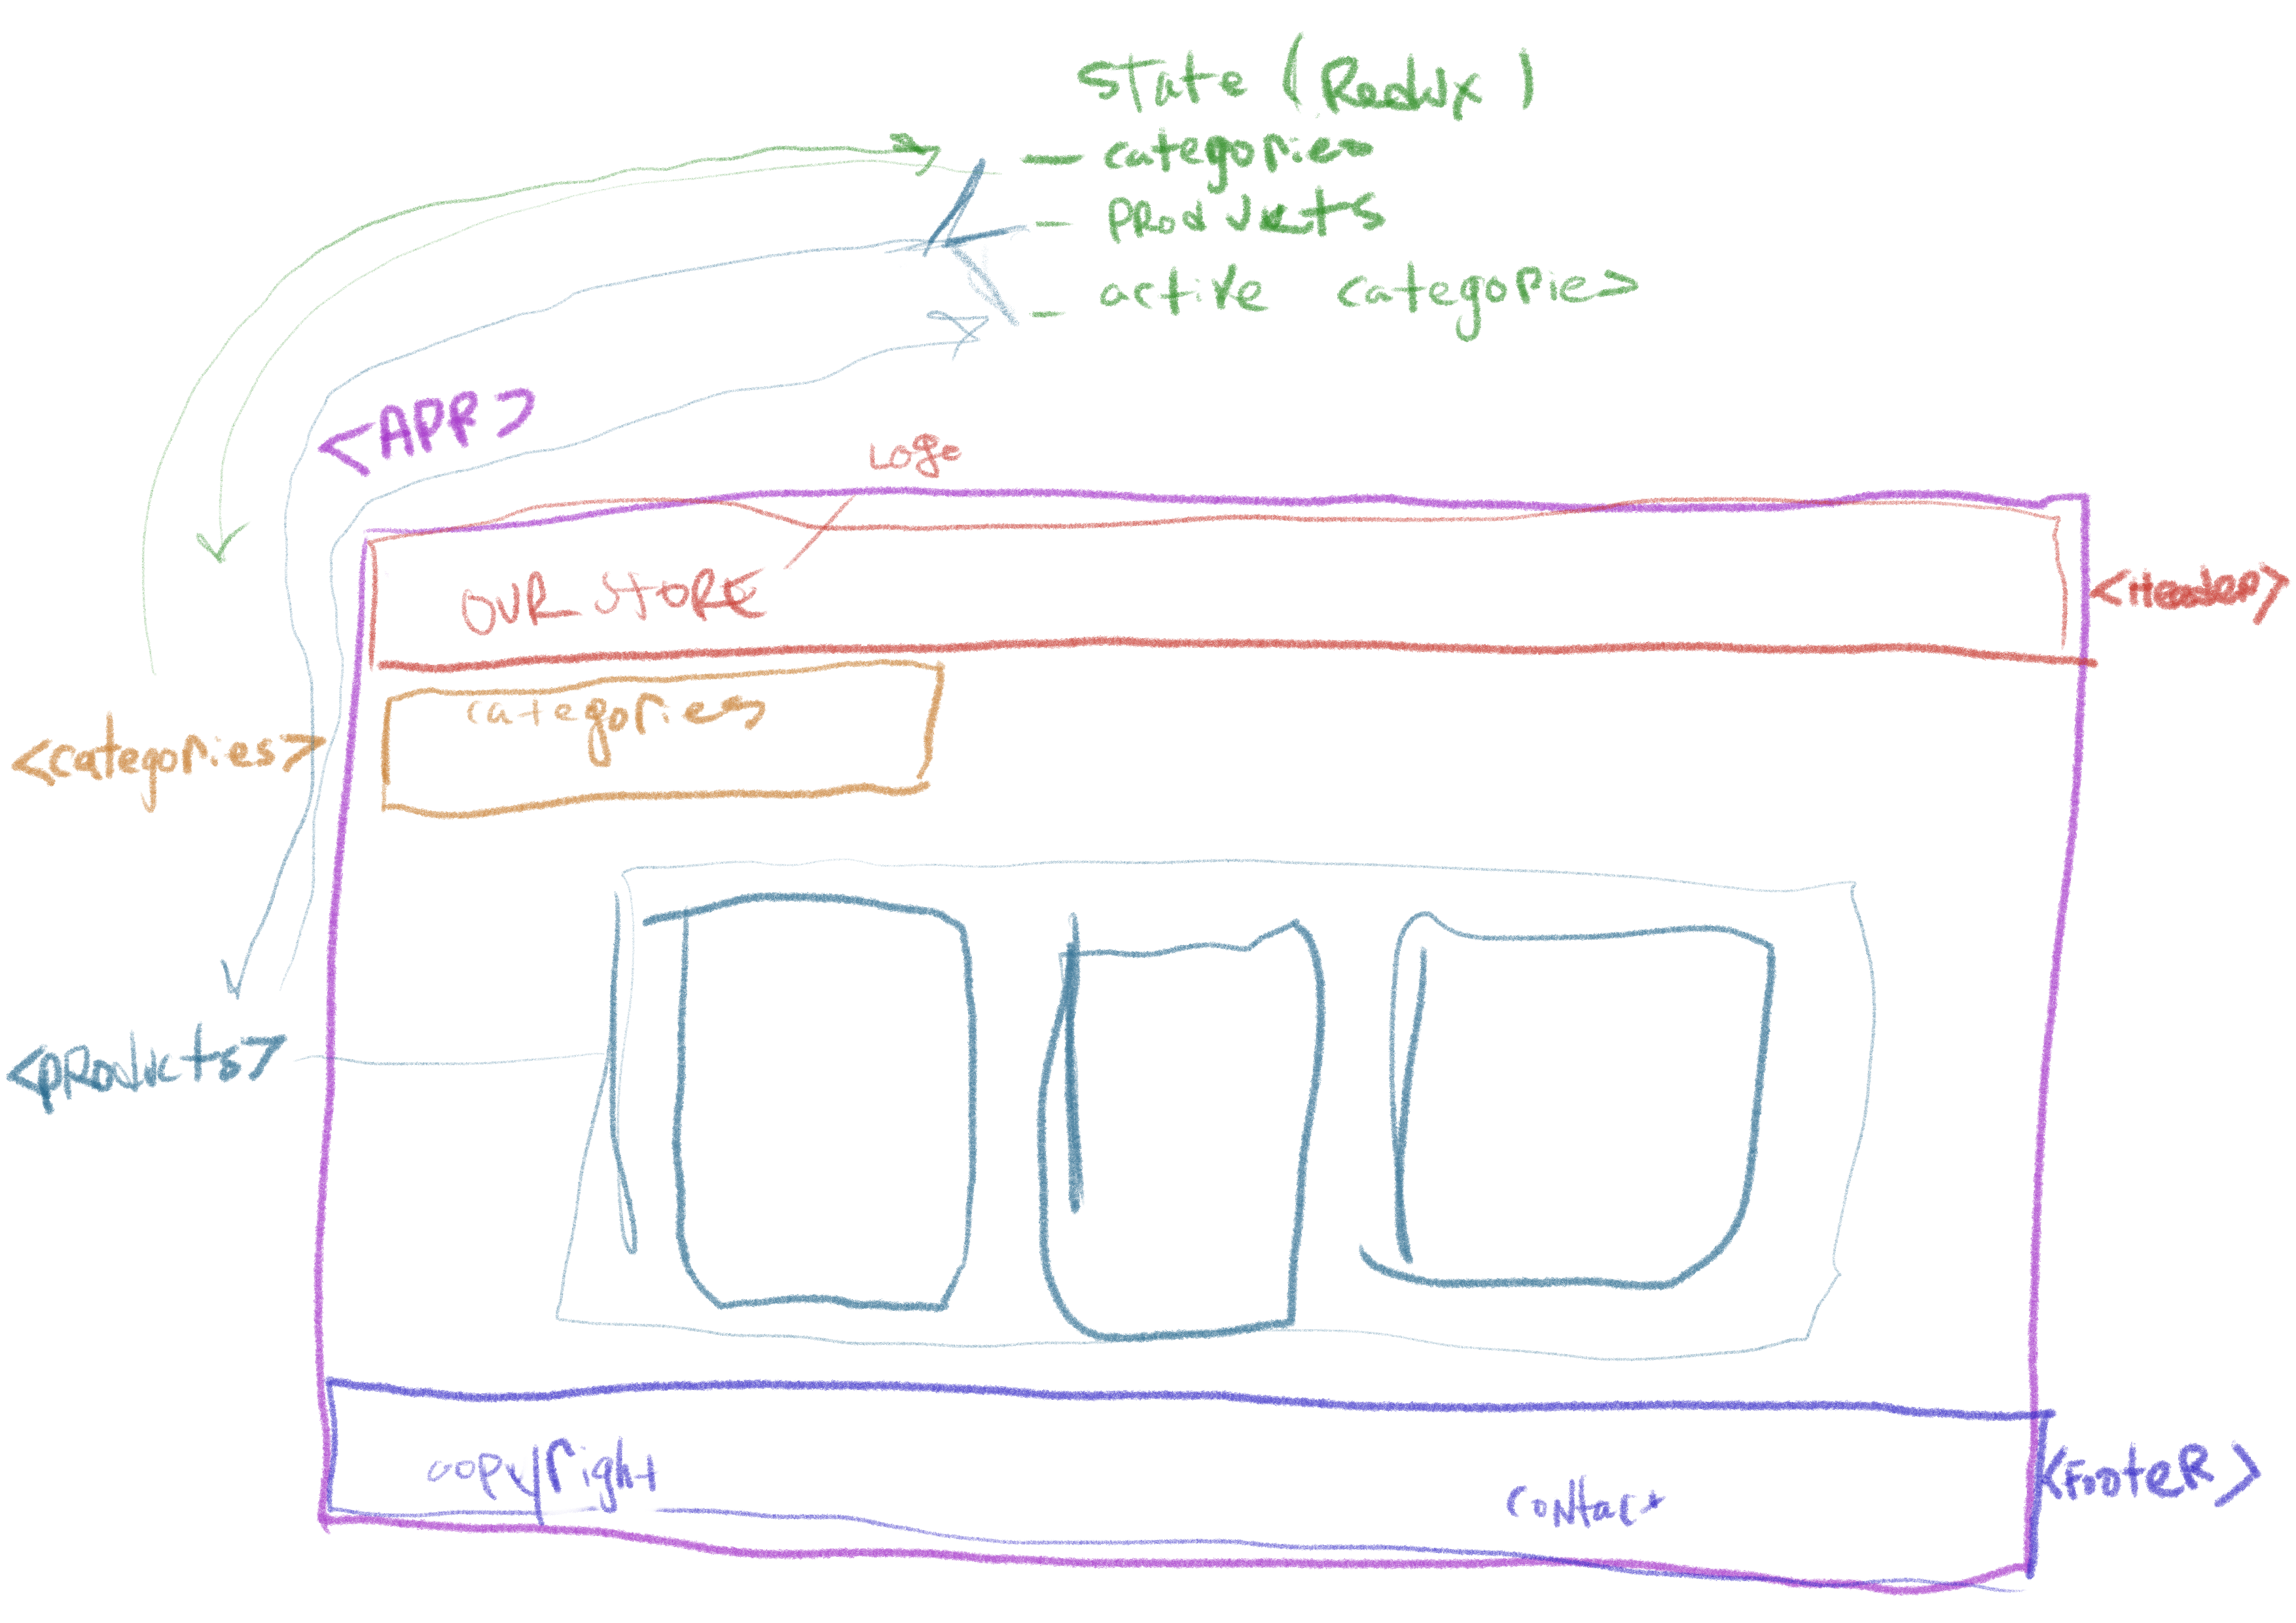 State (Redux)
- categories
- Products
- active categories
<APP>
Logo
OUR STORE
<Header>
categories
<categories>
<Products>
copyright
contact
<FooteR>